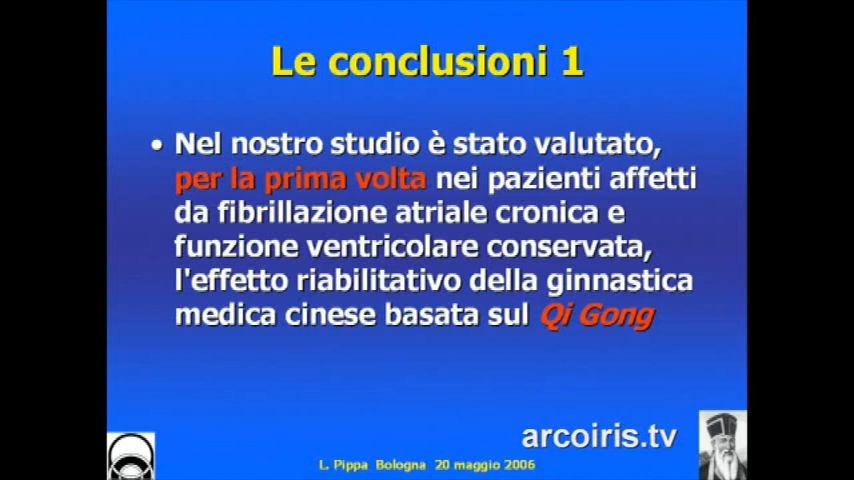 Le conclusioni 1
• Nel nostro studio è stato valutato,
per la prima volta nei pazienti affetti
da fibrillazione atriale cronica e
funzione ventricolare conservata,
l'effetto riabilitativo della ginnastica
medica cinese basata sul Qi Gong
arcoiris.tv
L. Pippa Bologna 20 maggio 2006